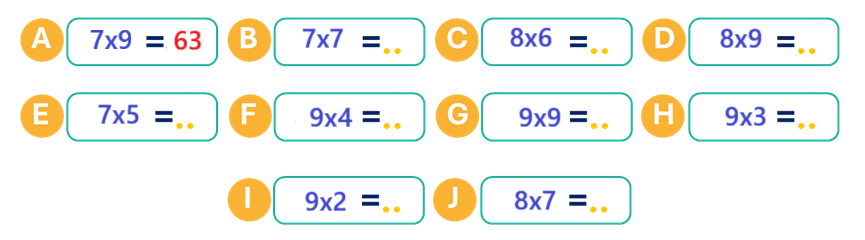 A 7x9 = 63 B 7x7 =.. C 8x6 =.. D 8x9 =..
E 7x5 =.. F 9x4 =.. G 9x9 =.. H 9x3 =..
I 9x2 =.. J 8x7 =..